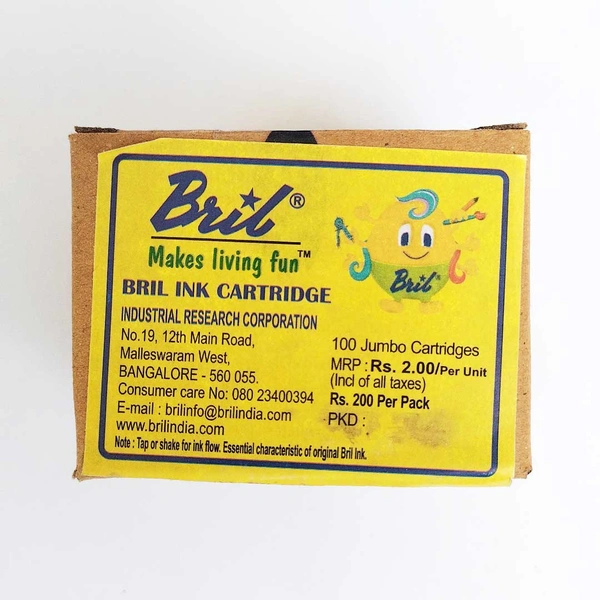 Bril®
Makes living fun™
BRIL INK CARTRIDGE
INDUSTRIAL RESEARCH CORPORATION
No.19, 12th Main Road,
Malleswaram West,
BANGALORE - 560 055.
Consumer care No: 080 23400394
E-mail : brilinfo@brilindia.com
www.brilindia.com
Bril
100 Jumbo Cartridges
MRP : Rs. 2.00/Per Unit
(Incl of all taxes)
Rs. 200 Per Pack
PKD :
Note : Tap or shake for ink flow. Essential characteristic of original Bril Ink.